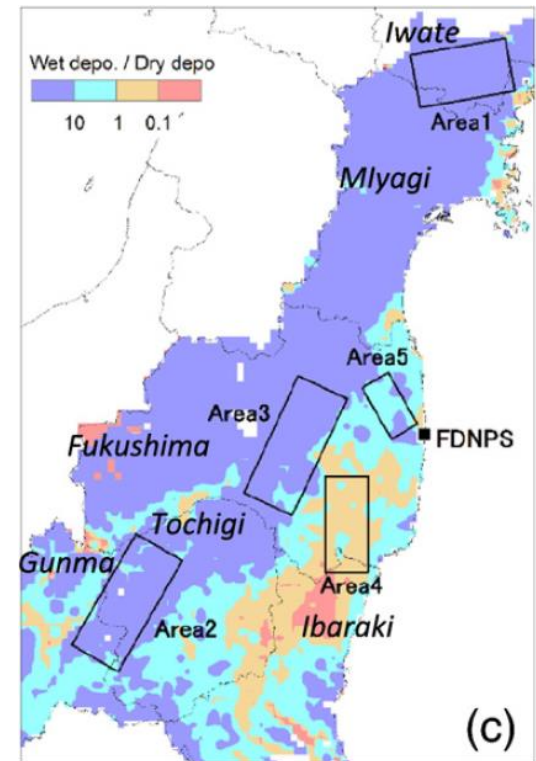 Iwate
Wet depo. / Dry depo
10 1 0.1
Area1
MIyagi
Area5
Area3
FDNPS
Fukushima
Tochigi
Gunma
Area4
Area2
Ibaraki
(c)